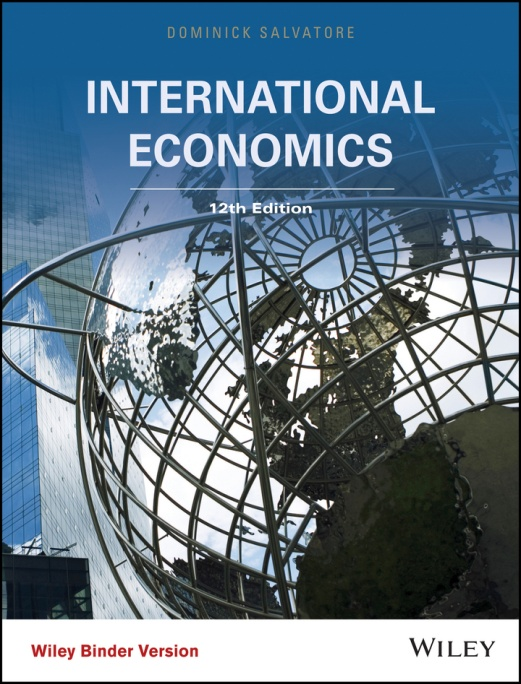 DOMINICK SALVATORE
INTERNATIONAL
ECONOMICS
12th Edition
Wiley Binder Version
WILEY